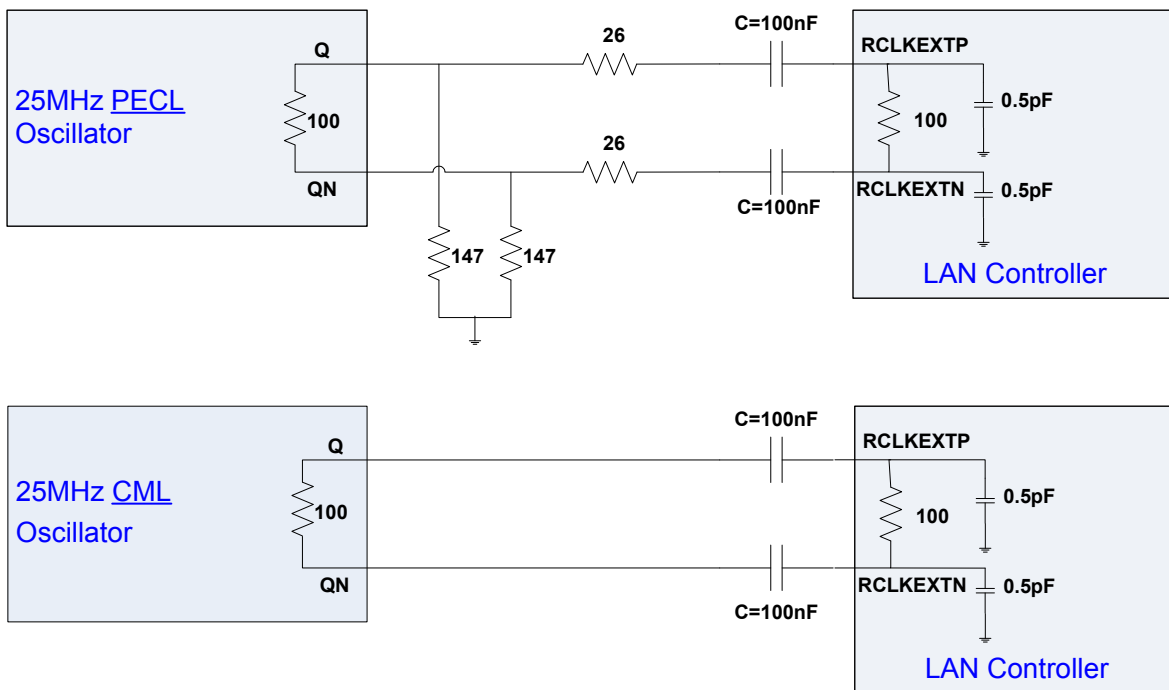 C=100nF
26
Q
RCLKEXTP
25MHz PECL
Oscillator
100
100
0.5pF
26
QN
C=100nF
RCLKEXTN
0.5pF
147
147
LAN Controller
C=100nF
Q
RCLKEXTP
25MHz CML
Oscillator
100
100
0.5pF
QN
RCLKEXTN
0.5pF
C=100nF
LAN Controller